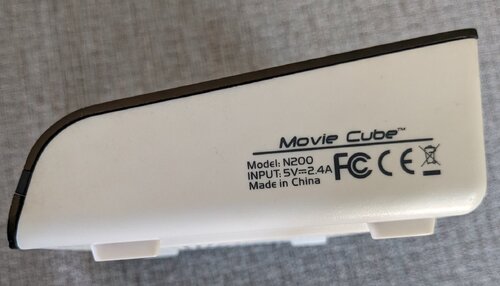 Movie Cube™
Model: N200
INPUT: 5V⎓2.4A
Made in China
FC CE